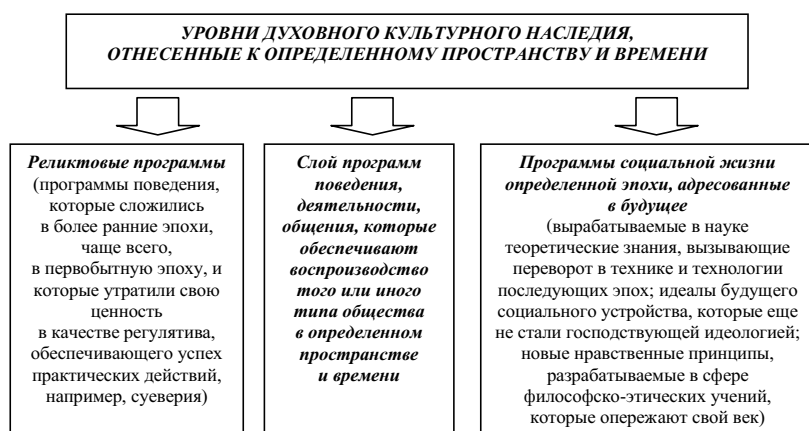 УРОВНИ ДУХОВНОГО КУЛЬТУРНОГО НАСЛЕДИЯ,
ОТНЕСЕННЫЕ К ОПРЕДЕЛЕННОМУ ПРОСТРАНСТВУ И ВРЕМЕНИ
Реликтовые программы
(программы поведения,
которые сложились
в более ранние эпохи,
чаще всего,
в первобытную эпоху, и
которые утратили свою
ценность
в качестве регулятива,
обеспечивающего успех
практических действий,
например, суеверия)
Слой программ
поведения,
деятельности,
общения, которые
обеспечивают
воспроизводство
того или иного
типа общества
в определенном
пространстве
и времени
Программы социальной жизни
определенной эпохи, адресованные
в будущее
(вырабатываемые в науке
теоретические знания, вызывающие
переворот в технике и технологии
последующих эпох; идеалы будущего
социального устройства, которые еще
не стали господствующей идеологией;
новые нравственные принципы,
разрабатываемые в сфере
философско-этических учений,
которые опережают свой век)